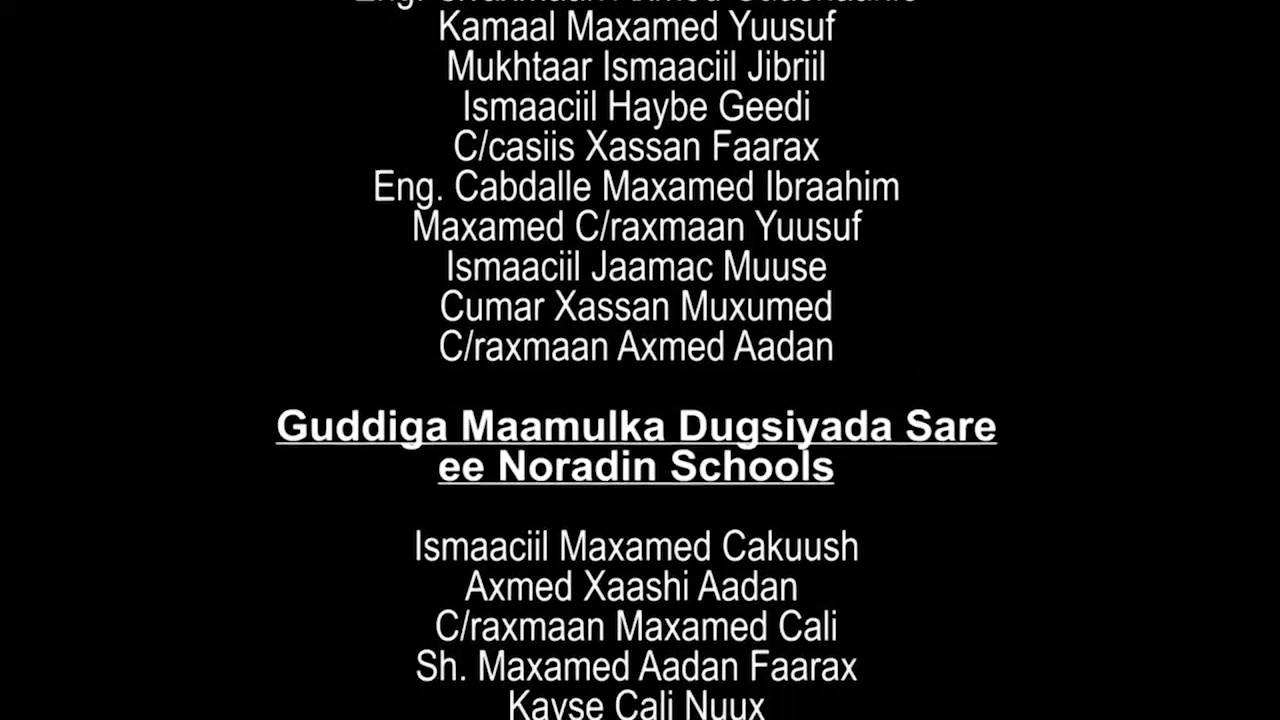 Kamaal Maxamed Yuusuf
Mukhtaar Ismaaciil Jibriil
Ismaaciil Haybe Geedi
C/casiis Xassan Faarax
Eng. Cabdalle Maxamed Ibraahim
Maxamed C/raxmaan Yuusuf
Ismaaciil Jaamac Muuse
Cumar Xassan Muxumed
C/raxmaan Axmed Aadan
Guddiga Maamulka Dugsiyada Sare
ee Noradin Schools
Ismaaciil Maxamed Cakuush
Axmed Xaashi Aadan
C/raxmaan Maxamed Cali
Sh. Maxamed Aadan Faarax
Kayse Cali Nuux